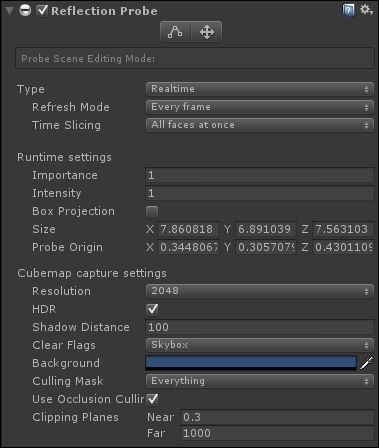 Reflection Probe
Probe Scene Editing Mode:
Type Realtime
Refresh Mode Every frame
Time Slicing All faces at once
Runtime settings
Importance 1
Intensity 1
Box Projection
Size X 7.860818 Y 6.891039 Z 7.563103
Probe Origin X 0.3448067 Y 0.3057079 Z 0.4301109
Cubemap capture settings
Resolution 2048
HDR
Shadow Distance 100
Clear Flags Skybox
Background
Culling Mask Everything
Use Occlusion Cullin
Clipping Planes Near 0.3
Far 1000